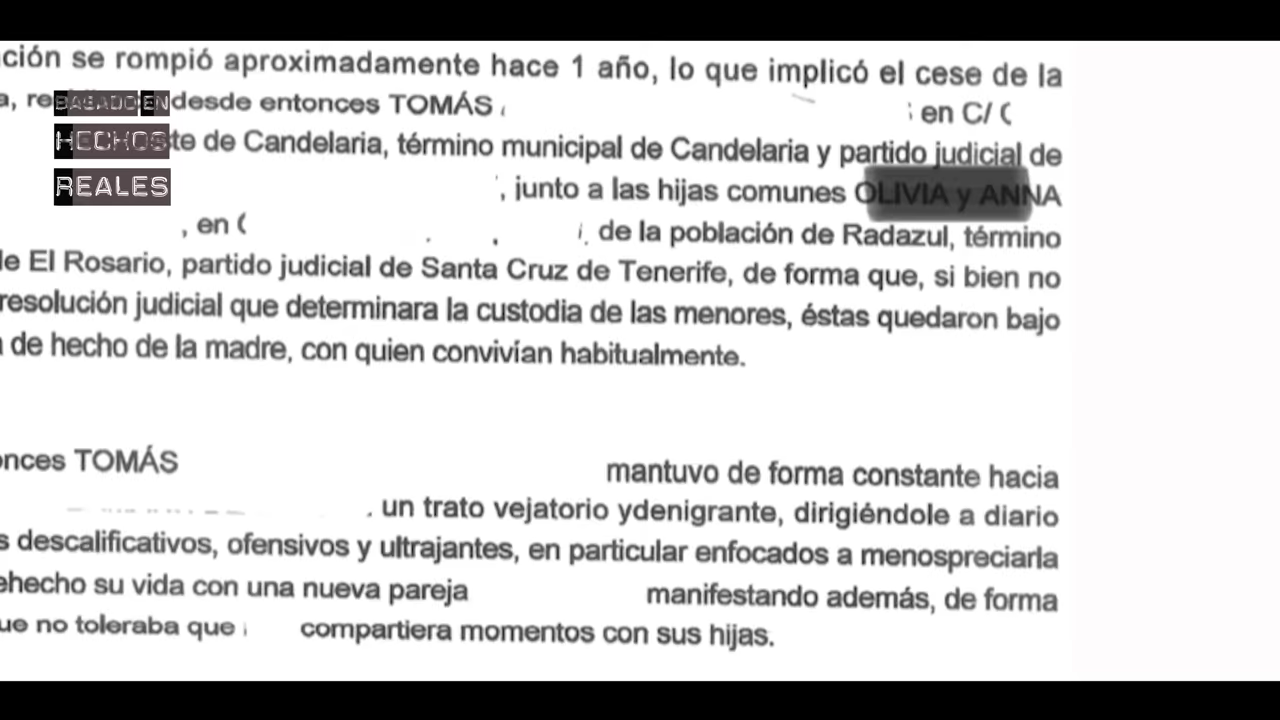 ción se rompió aproximadamente hace 1 año, lo que implicó el cese de la
a, desde entonces TOMÁS en C/
te de Candelaria, término municipal de Candelaria y partido judicial de
, junto a las hijas comunes OLIVIA y ANNA
, en de la población de Radazul, término
de El Rosario, partido judicial de Santa Cruz de Tenerife, de forma que, si bien no
resolución judicial que determinara la custodia de las menores, éstas quedaron bajo
de hecho de la madre, con quien convivían habitualmente.
onces TOMÁS mantuvo de forma constante hacia
. un trato vejatorio ydenigrante, dirigiéndole a diario
s descalificativos, ofensivos y ultrajantes, en particular enfocados a menospreciarla
ehecho su vida con una nueva pareja manifestando además, de forma
ue no toleraba que compartiera momentos con sus hijas.
BASADO EN
HECHOS
REALES